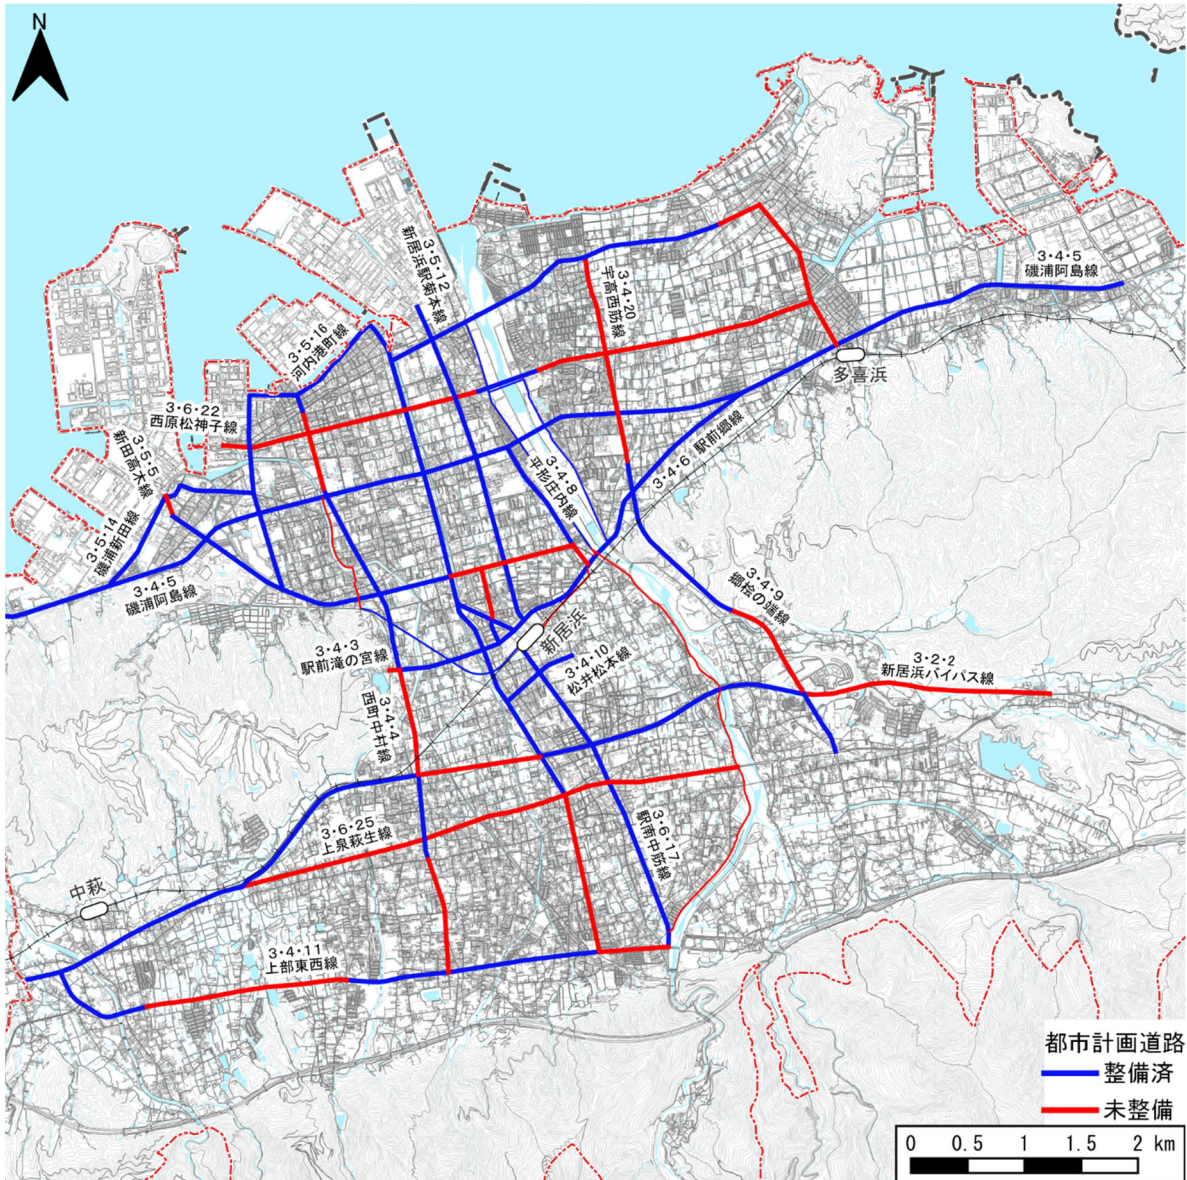 N
3・4・5
磯浦阿島線
3・5・12
新居浜駅菊本線
3・4・20
宇高西筋線
3・5・16
河内港町線
多喜浜
3・6・22
西原松神子線
3・5・5
新田高木線
3・4・6 駅前郷線
3・4・8
平形庄内線
3・5・14
磯浦新田線
3・4・5
磯浦阿島線
3・4・9
郷桧の端線
新居浜
3・4・3
駅前滝の宮線
3・4・10
松井松本線
3・2・2
新居浜バイパス線
3・4・4
西町中村線
3・6・25
上泉萩生線
3・6・17
駅南中筋線
中萩
3・4・11
上部東西線
都市計画道路
整備済
未整備
0 0.5 1 1.5 2 km